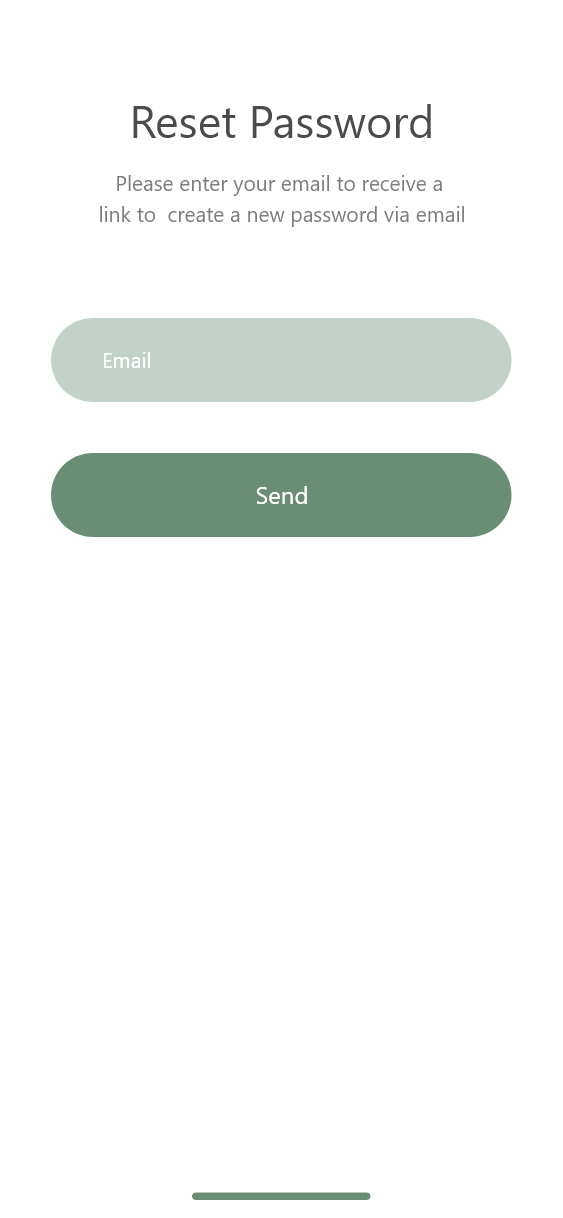 Reset Password
Please enter your email to receive a
link to  create a new password via email
Email
Send